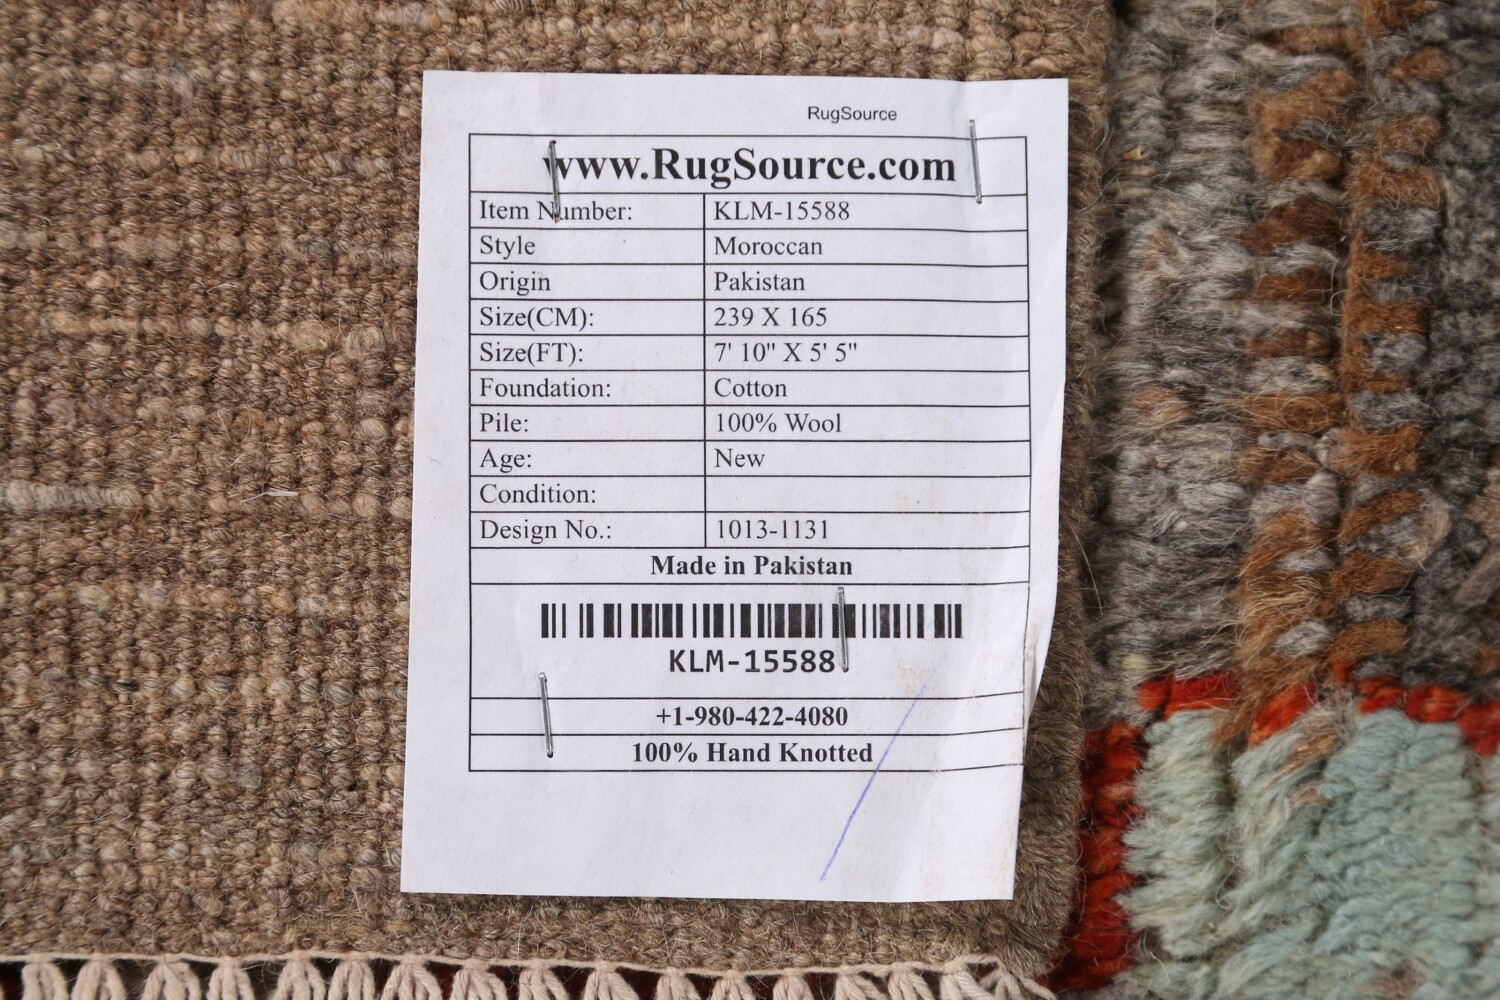 RugSource
www.RugSource.com
Item Number: KLM-15588
Style Moroccan
Origin Pakistan
Size(CM): 239 X 165
Size(FT): 7' 10" X 5' 5"
Foundation: Cotton
Pile: 100% Wool
Age: New
Condition:
Design No.: 1013-1131
Made in Pakistan
KLM-15588
+1-980-422-4080
100% Hand Knotted